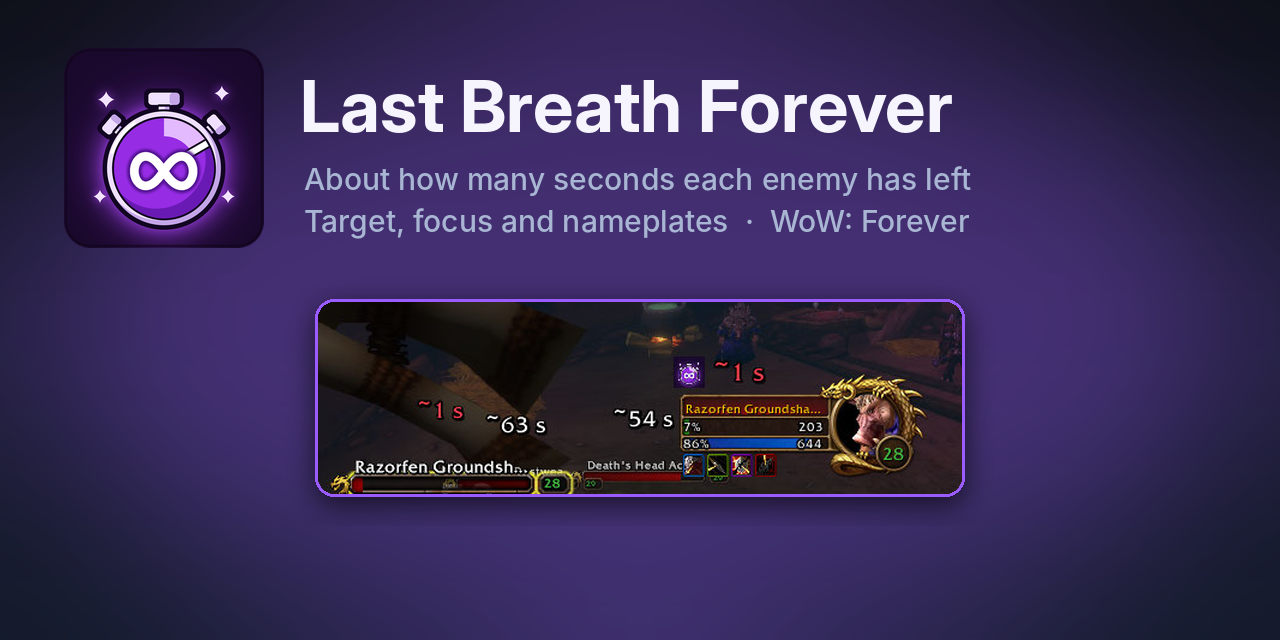 Last Breath Forever
About how many seconds each enemy has left
Target, focus and nameplates · WoW: Forever
~1 s
~1 s
~63 s
~54 s
Razorfen Groundsha...
7% 203
86% 644
28
Razorfen Groundsh...
28
Death's Head Ac
29